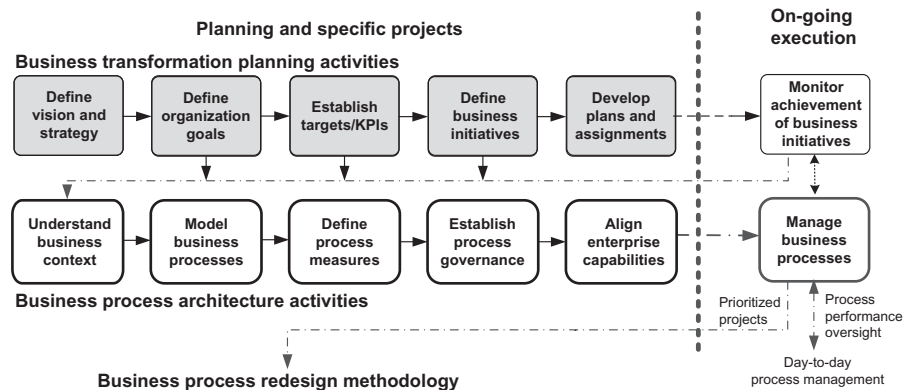 Planning and specific projects
On-going
execution
Business transformation planning activities
Define
vision and
strategy
Define
organization
goals
Establish
targets/KPIs
Define
business
initiatives
Develop
plans and
assignments
Monitor
achievement
of business
initiatives
Understand
business
context
Model
business
processes
Define
process
measures
Establish
process
governance
Align
enterprise
capabilities
Manage
business
processes
Business process architecture activities
Prioritized
projects
Process
performance
oversight
Day-to-day
process management
Business process redesign methodology